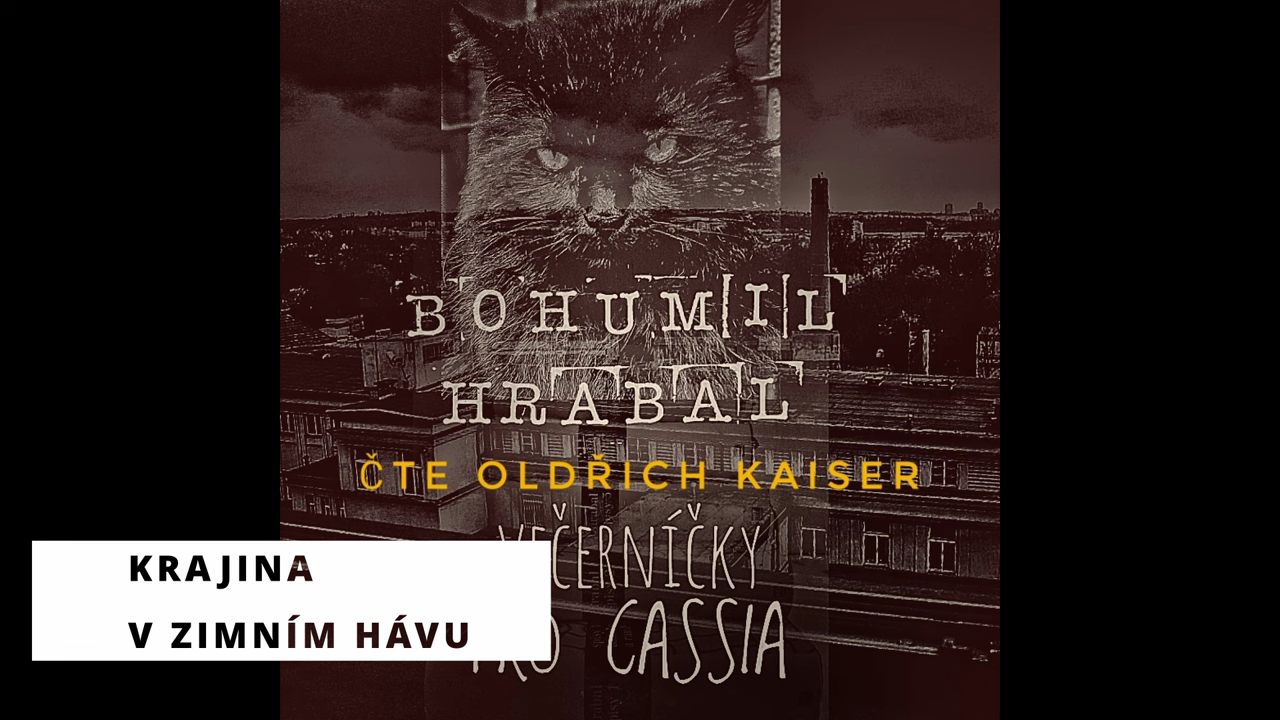 BOHUMIL
HRABAL
ČTE OLDŘICH KAISER
VEČERNÍČKY
PRO CASSIA
KRAJINA
V ZIMNÍM HÁVU